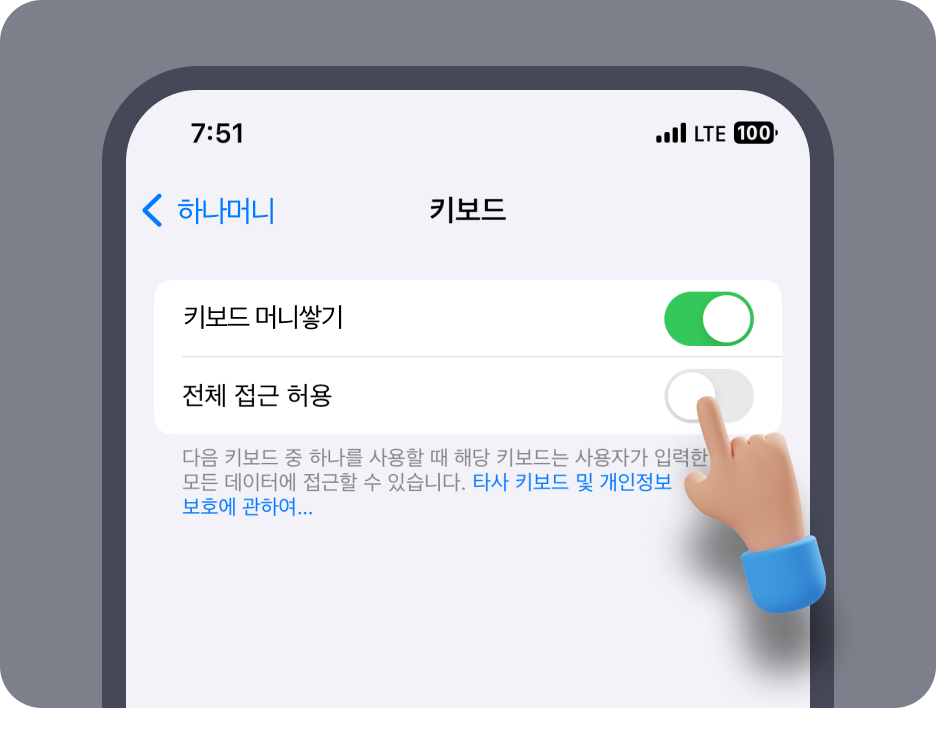 7:51 LTE 100
하나머니 키보드
키보드 머니쌓기
전체 접근 허용
다음 키보드 중 하나를 사용할 때 해당 키보드는 사용자가 입력한
모든 데이터에 접근할 수 있습니다. 타사 키보드 및 개인정보
보호에 관하여...